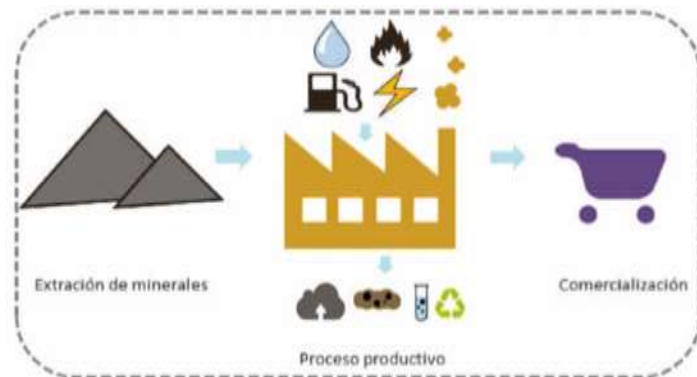 Extración de minerales
Comercialización
Proceso productivo